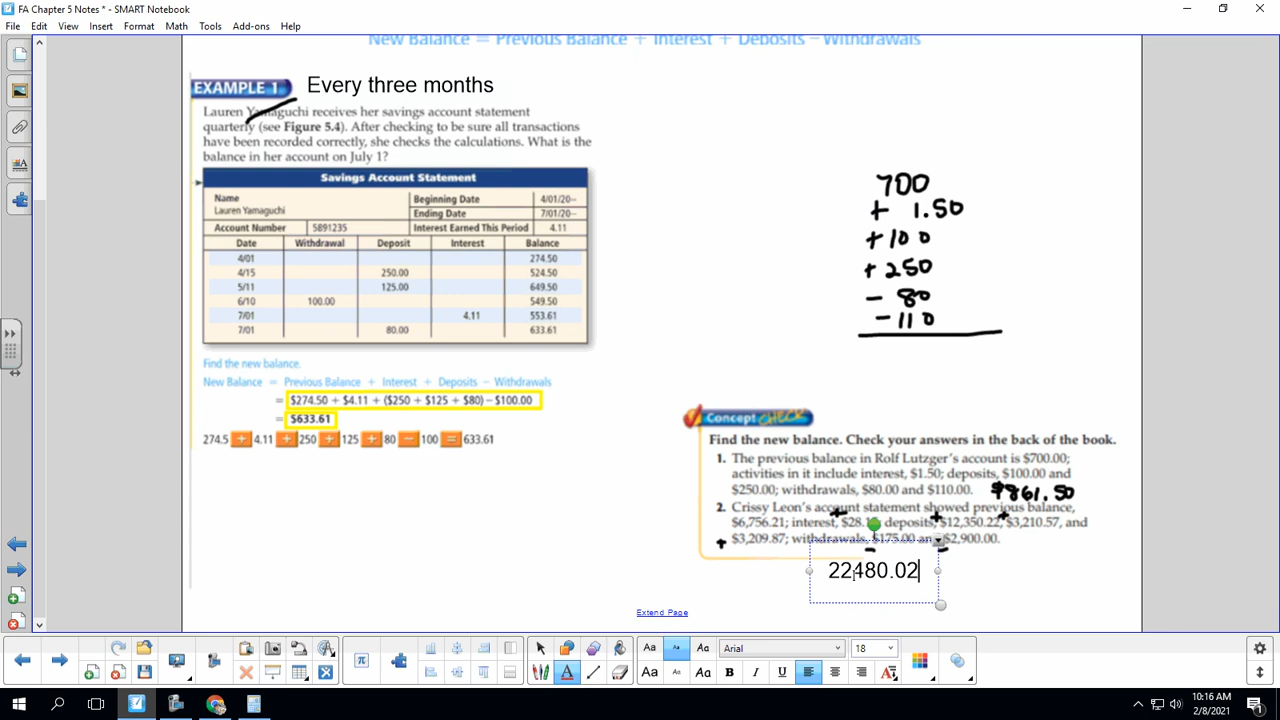 FA Chapter 5 Notes * - SMART Notebook
File Edit View Insert Format Tools Add-ons Help
New Balance = Previous Balance + Interest + Deposits – Withdrawals
EXAMPLE 1 Every three months
Lauren Yamaguchi receives her savings account statement
quarterly (see Figure 5.4). After checking to be sure all transactions
have been recorded correctly, she checks the calculations. What is the
balance in her account on July 1?
Savings Account Statement
Name Beginning Date 4/01/20–
Lauren Yamaguchi Ending Date 7/01/20–
Account Number 5891235 Interest Earned This Period 4.11
Date Withdrawal Deposit Interest Balance
4/01 274.50
4/15 250.00 524.50
5/11 125.00 649.50
6/10 100.00 549.50
7/01 4.11 553.61
7/01 80.00 633.61
Find the new balance.
New Balance = Previous Balance + Interest + Deposits – Withdrawals
= $274.50 + $4.11 + ($250 + $125 + $80) – $100.00
= $633.61
274.5 + 4.11 + 250 + 125 + 80 – 100 = 633.61
700
+ 1.50
+100
+250
- 80
-110
Concept CHECK
Find the new balance. Check your answers in the back of the book.
1. The previous balance in Rolf Lutzger's account is $700.00;
activities in it include interest, $1.50; deposits, $100.00 and
$250.00; withdrawals, $80.00 and $110.00. $861.50
2. Crissy Leon's account statement showed previous balance,
$6,756.21; interest, deposits, $12,350.22, $3,210.57, and
$3,209.87; withdrawals, $175.00 and $2,900.00.
22480.02
Extend Page
Aa Aa Aa Arial 18
Aa Aa Aa B I U
10:16 AM
2/8/2021